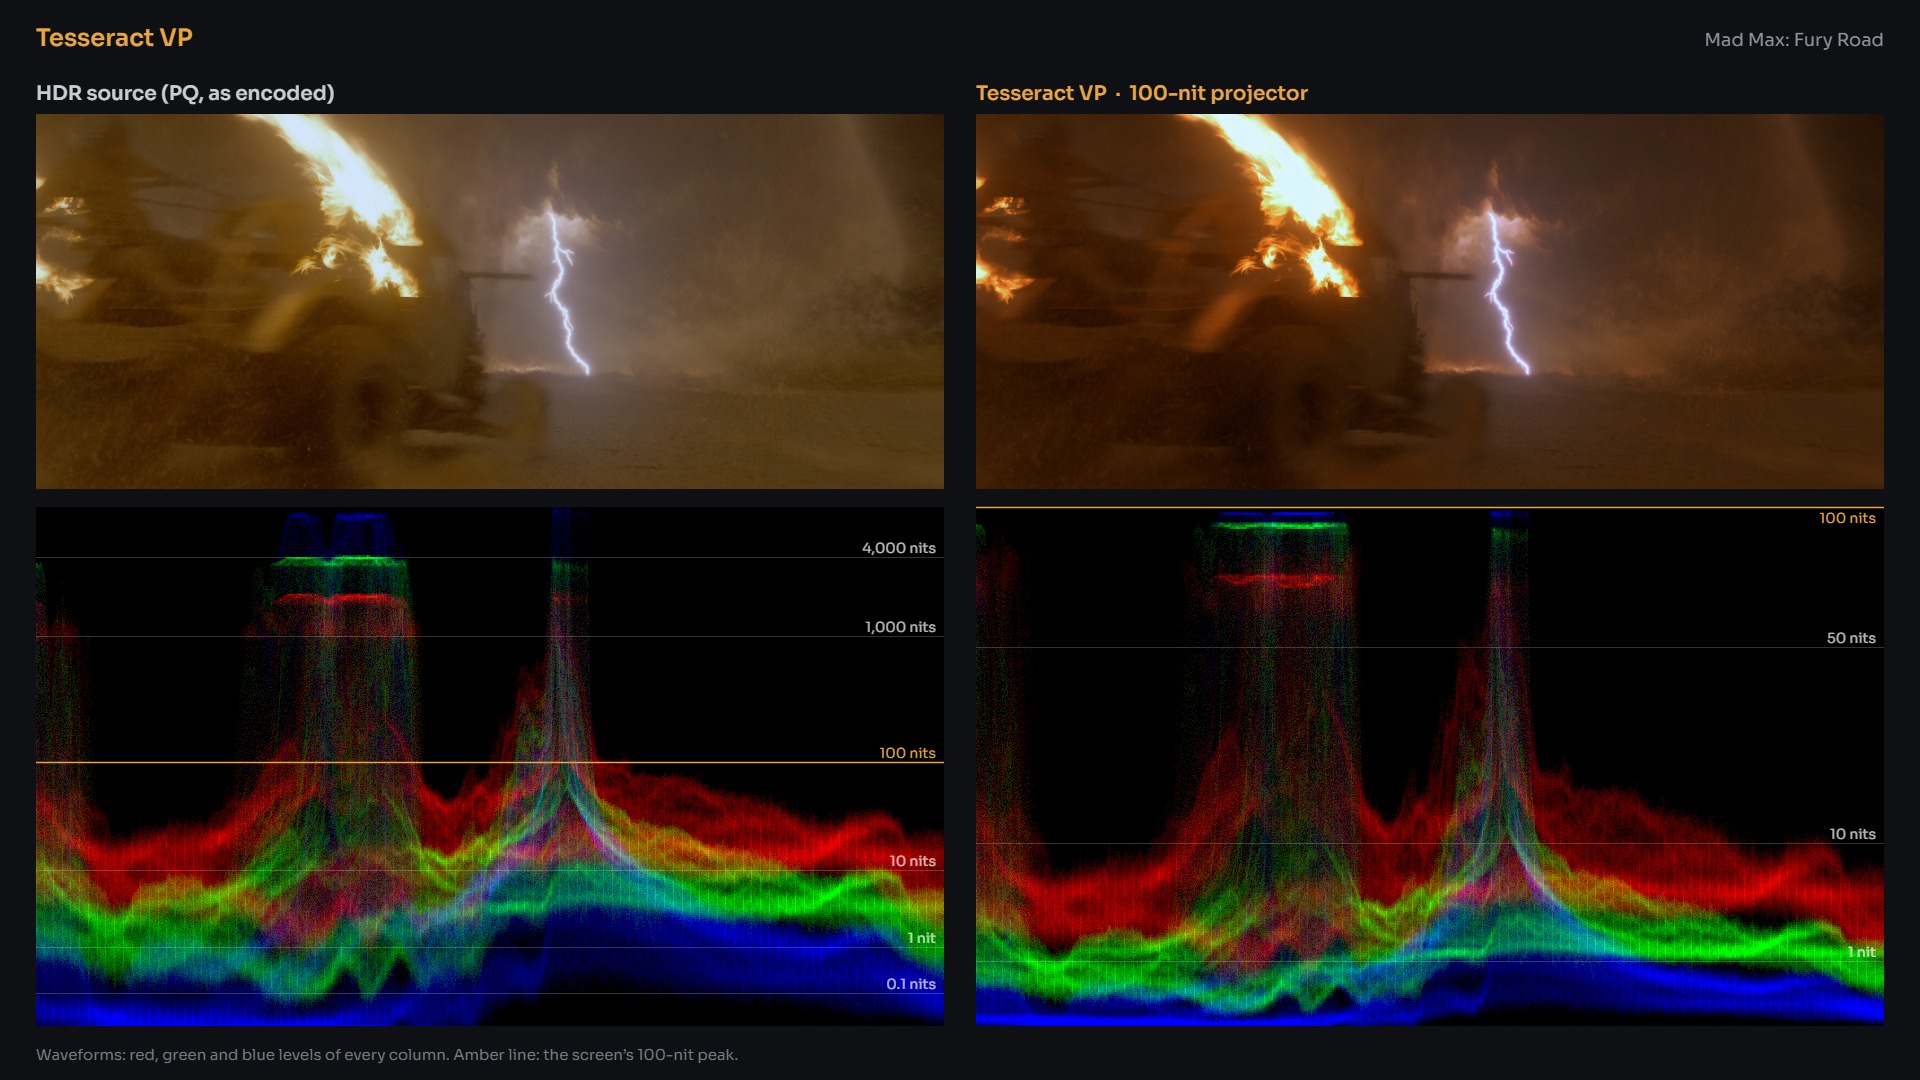 Tesseract VP
Mad Max: Fury Road
HDR source (PQ, as encoded)
Tesseract VP · 100-nit projector
4,000 nits
1,000 nits
100 nits
10 nits
1 nit
0.1 nits
100 nits
50 nits
10 nits
1 nit
Waveforms: red, green and blue levels of every column. Amber line: the screen’s 100-nit peak.